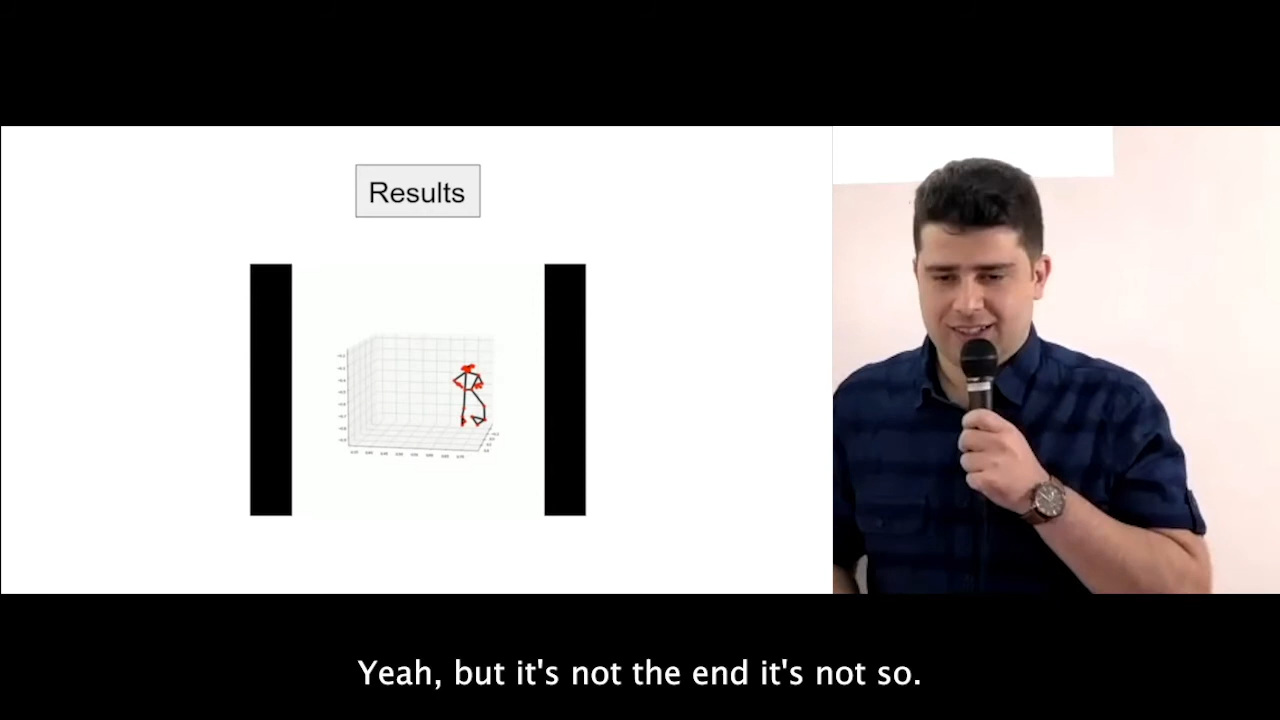 Results
Yeah, but it's not the end it's not so.